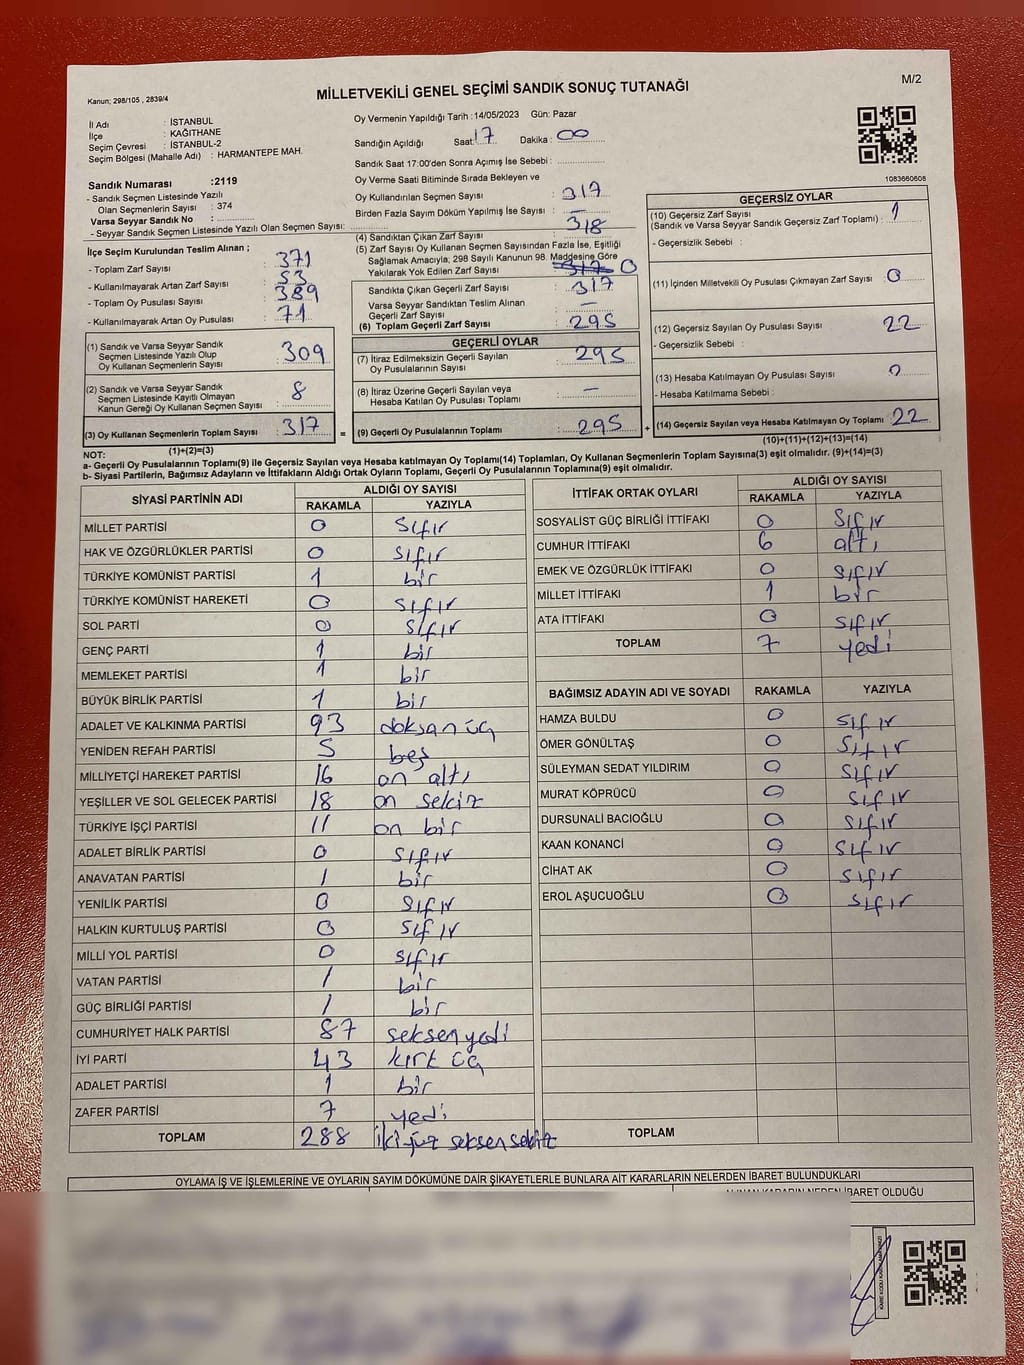 M/2
Kanun; 298/105 , 2839/4
MİLLETVEKİLİ GENEL SEÇİMİ SANDIK SONUÇ TUTANAĞI
İl Adı : İSTANBUL
İlçe : KAĞITHANE
Seçim Çevresi : İSTANBUL-2
Seçim Bölgesi (Mahalle Adı) : HARMANTEPE MAH.
Sandık Numarası :2119
- Sandık Seçmen Listesinde Yazılı
Olan Seçmenlerin Sayısı : 374
Varsa Seyyar Sandık No :
- Seyyar Sandık Seçmen Listesinde Yazılı Olan Seçmen Sayısı:
İlçe Seçim Kurulundan Teslim Alınan ;
- Toplam Zarf Sayısı : 371
- Kullanılmayarak Artan Zarf Sayısı : 53
- Toplam Oy Pusulası Sayısı : 389
- Kullanılmayarak Artan Oy Pusulası : 71
(1) Sandık ve Varsa Seyyar Sandık
Seçmen Listesinde Yazılı Olup
Oy Kullanan Seçmenlerin Sayısı : 309
(2) Sandık ve Varsa Seyyar Sandık
Seçmen Listesinde Kayıtlı Olmayan
Kanun Gereği Oy Kullanan Seçmen Sayısı : 8
(3) Oy Kullanan Seçmenlerin Toplam Sayısı : 317
(1)+(2)=(3)
Oy Vermenin Yapıldığı Tarih :14/05/2023 Gün: Pazar
Sandığın Açıldığı Saat: 17 Dakika : 00
Sandık Saat 17:00'den Sonra Açımış İse Sebebi :
Oy Verme Saati Bitiminde Sırada Bekleyen ve
Oy Kullandırılan Seçmen Sayısı : 317
Birden Fazla Sayım Döküm Yapılmış İse Sayısı : —
(4) Sandıktan Çıkan Zarf Sayısı : 318
(5) Zarf Sayısı Oy Kullanan Seçmen Sayısından Fazla İse, Eşitliği
Sağlamak Amacıyla; 298 Sayılı Kanunun 98. Maddesine Göre
Yakılarak Yok Edilen Zarf Sayısı : 317 0
Sandıkta Çıkan Geçerli Zarf Sayısı : 317
Varsa Seyyar Sandıktan Teslim Alınan
Geçerli Zarf Sayısı : —
(6) Toplam Geçerli Zarf Sayısı : 295
GEÇERLİ OYLAR
(7) İtiraz Edilmeksizin Geçerli Sayılan
Oy Pusulalarının Sayısı : 295
(8) İtiraz Üzerine Geçerli Sayılan veya
Hesaba Katılan Oy Pusulası Toplamı : —
= (9) Geçerli Oy Pusulalarının Toplamı : 295 +
1083660608
GEÇERSİZ OYLAR
(10) Geçersiz Zarf Sayısı
(Sandık ve Varsa Seyyar Sandık Geçersiz Zarf Toplamı) : 1
- Geçersizlik Sebebi :
(11) İçinden Milletvekili Oy Pusulası Çıkmayan Zarf Sayısı : 0
(12) Geçersiz Sayılan Oy Pusulası Sayısı : 22
- Geçersizlik Sebebi :
(13) Hesaba Katılmayan Oy Pusulası Sayısı : 0
- Hesaba Katılmama Sebebi :
(14) Geçersiz Sayılan veya Hesaba Katılmayan Oy Pusulası Toplamı : 22
(10)+(11)+(12)+(13)=(14)
NOT:
a- Geçerli Oy Pusulalarının Toplamı(9) ile Geçersiz Sayılan veya Hesaba katılmayan Oy Pusulası Toplamı(14) Toplamları, Oy Kullanan Seçmenlerin Toplam Sayısına(3) eşit olmalıdır. (9)+(14)=(3)
b- Siyasi Partilerin, Bağımsız Adayların ve İttifakların Aldığı Ortak Oyların Toplamı, Geçerli Oy Pusulalarının Toplamına(9) eşit olmalıdır.
SİYASİ PARTİNİN ADI ALDIĞI OY SAYISI
RAKAMLA YAZIYLA
MİLLET PARTİSİ 0 sıfır
HAK VE ÖZGÜRLÜKLER PARTİSİ 0 sıfır
TÜRKİYE KOMÜNİST PARTİSİ 1 bir
TÜRKİYE KOMÜNİST HAREKETİ 0 sıfır
SOL PARTİ 0 sıfır
GENÇ PARTİ 1 bir
MEMLEKET PARTİSİ 1 bir
BÜYÜK BİRLİK PARTİSİ 1 bir
ADALET VE KALKINMA PARTİSİ 93 doksan üç
YENİDEN REFAH PARTİSİ 5 beş
MİLLİYETÇİ HAREKET PARTİSİ 16 on altı
YEŞİLLER VE SOL GELECEK PARTİSİ 18 on sekiz
TÜRKİYE İŞÇİ PARTİSİ 11 on bir
ADALET BİRLİK PARTİSİ 0 sıfır
ANAVATAN PARTİSİ 1 bir
YENİLİK PARTİSİ 0 sıfır
HALKIN KURTULUŞ PARTİSİ 0 sıfır
MİLLİ YOL PARTİSİ 0 sıfır
VATAN PARTİSİ 1 bir
GÜÇ BİRLİĞİ PARTİSİ 1 bir
CUMHURİYET HALK PARTİSİ 87 seksen yedi
İYİ PARTİ 43 kırk üç
ADALET PARTİSİ 1 bir
ZAFER PARTİSİ 7 yedi
TOPLAM 288 iki yüz seksen sekiz
İTTİFAK ORTAK OYLARI ALDIĞI OY SAYISI
RAKAMLA YAZIYLA
SOSYALİST GÜÇ BİRLİĞİ İTTİFAKI 0 sıfır
CUMHUR İTTİFAKI 6 altı
EMEK VE ÖZGÜRLÜK İTTİFAKI 0 sıfır
MİLLET İTTİFAKI 1 bir
ATA İTTİFAKI 0 sıfır
TOPLAM 7 yedi
BAĞIMSIZ ADAYIN ADI VE SOYADI RAKAMLA YAZIYLA
HAMZA BULDU 0 sıfır
ÖMER GÖNÜLTAŞ 0 sıfır
SÜLEYMAN SEDAT YILDIRIM 0 sıfır
MURAT KÖPRÜCÜ 0 sıfır
DURSUNALİ BACIOĞLU 0 sıfır
KAAN KONANCİ 0 sıfır
CİHAT AK 0 sıfır
EROL AŞUCUOĞLU 0 sıfır
TOPLAM
OYLAMA İŞ VE İŞLEMLERİNE VE OYLARIN SAYIM DÖKÜMÜNE DAİR ŞİKAYETLERLE BUNLARA AİT KARARLARIN NELERDEN İBARET BULUNDUKLARI
ALINAN KARARIN NEDEN İBARET OLDUĞU